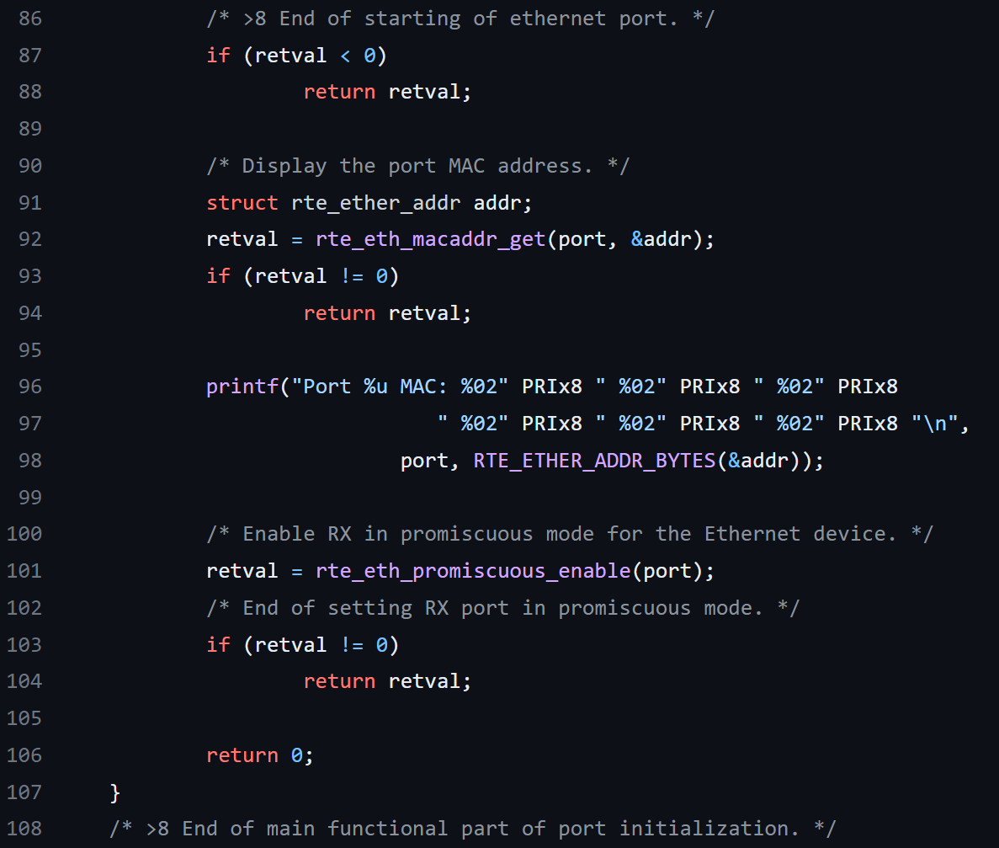 86 /* >8 End of starting of ethernet port. */
87 if (retval < 0)
88 return retval;
89
90 /* Display the port MAC address. */
91 struct rte_ether_addr addr;
92 retval = rte_eth_macaddr_get(port, &addr);
93 if (retval != 0)
94 return retval;
95
96 printf("Port %u MAC: %02" PRIx8 " %02" PRIx8 " %02" PRIx8
97 " %02" PRIx8 " %02" PRIx8 " %02" PRIx8 "\n",
98 port, RTE_ETHER_ADDR_BYTES(&addr));
99
100 /* Enable RX in promiscuous mode for the Ethernet device. */
101 retval = rte_eth_promiscuous_enable(port);
102 /* End of setting RX port in promiscuous mode. */
103 if (retval != 0)
104 return retval;
105
106 return 0;
107 }
108 /* >8 End of main functional part of port initialization. */